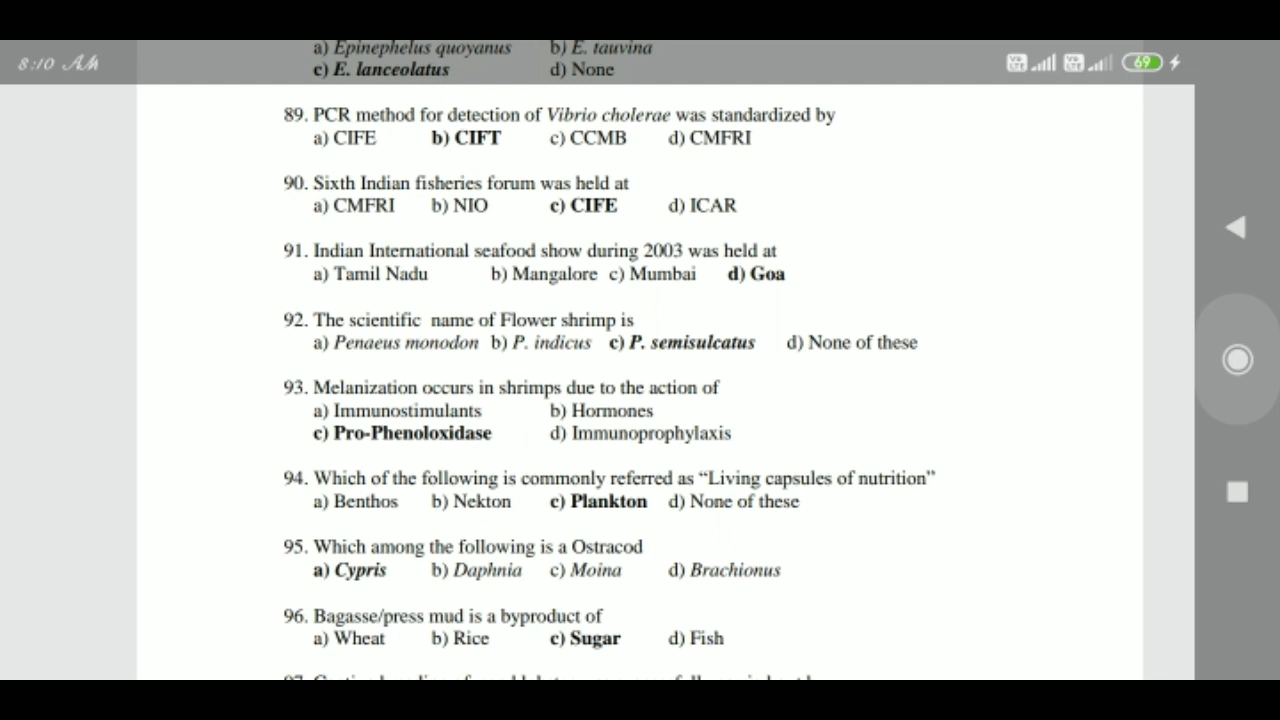 a) Epinephelus quoyanus b) E. tauvina
8:10 AM
69
c) E. lanceolatus d) None
89. PCR method for detection of Vibrio cholerae was standardized by
a) CIFE b) CIFT c) CCMB d) CMFRI
90. Sixth Indian fisheries forum was held at
a) CMFRI b) NIO c) CIFE d) ICAR
91. Indian International seafood show during 2003 was held at
a) Tamil Nadu b) Mangalore c) Mumbai d) Goa
92. The scientific name of Flower shrimp is
a) Penaeus monodon b) P. indicus c) P. semisulcatus d) None of these
93. Melanization occurs in shrimps due to the action of
a) Immunostimulants b) Hormones
c) Pro-Phenoloxidase d) Immunoprophylaxis
94. Which of the following is commonly referred as “Living capsules of nutrition”
a) Benthos b) Nekton c) Plankton d) None of these
95. Which among the following is a Ostracod
a) Cypris b) Daphnia c) Moina d) Brachionus
96. Bagasse/press mud is a byproduct of
a) Wheat b) Rice c) Sugar d) Fish